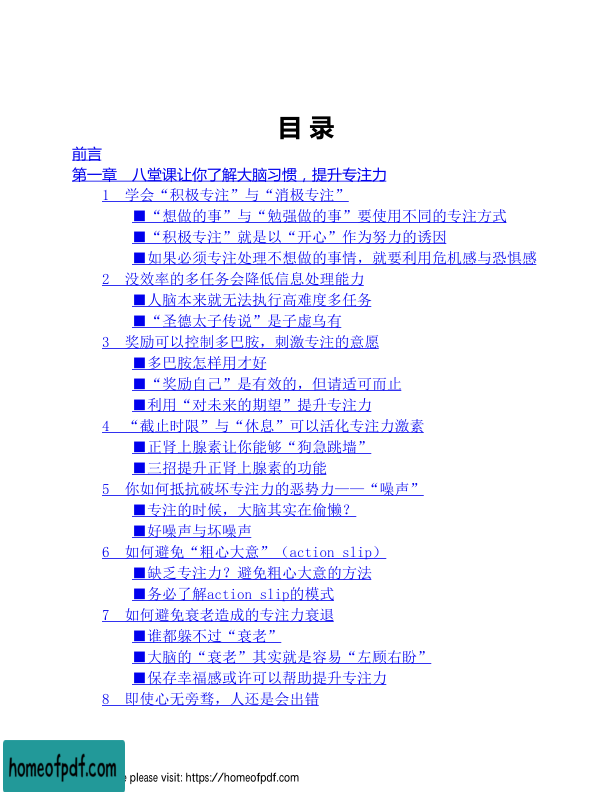 目 录
前言
第一章　八堂课让你了解大脑习惯，提升专注力
1　学会“积极专注”与“消极专注”
■“想做的事”与“勉强做的事”要使用不同的专注方式
■“积极专注”就是以“开心”作为努力的诱因
■如果必须专注处理不想做的事情，就要利用危机感与恐惧感
2　没效率的多任务会降低信息处理能力
■人脑本来就无法执行高难度多任务
■“圣德太子传说”是子虚乌有
3　奖励可以控制多巴胺，刺激专注的意愿
■多巴胺怎样用才好
■“奖励自己”是有效的，但请适可而止
■利用“对未来的期望”提升专注力
4　“截止时限”与“休息”可以活化专注力激素
■正肾上腺素让你能够“狗急跳墙”
■三招提升正肾上腺素的功能
5　你如何抵抗破坏专注力的恶势力——“噪声”
■专注的时候，大脑其实在偷懒？
■好噪声与坏噪声
6　如何避免“粗心大意”（action slip）
■缺乏专注力？避免粗心大意的方法
■务必了解action slip的模式
7　如何避免衰老造成的专注力衰退
■谁都躲不过“衰老”
■大脑的“衰老”其实就是容易“左顾右盼”
■保存幸福感或许可以帮助提升专注力
8　即使心无旁骛，人还是会出错
homeofpdf.com
please visit: https://homeofpdf.com